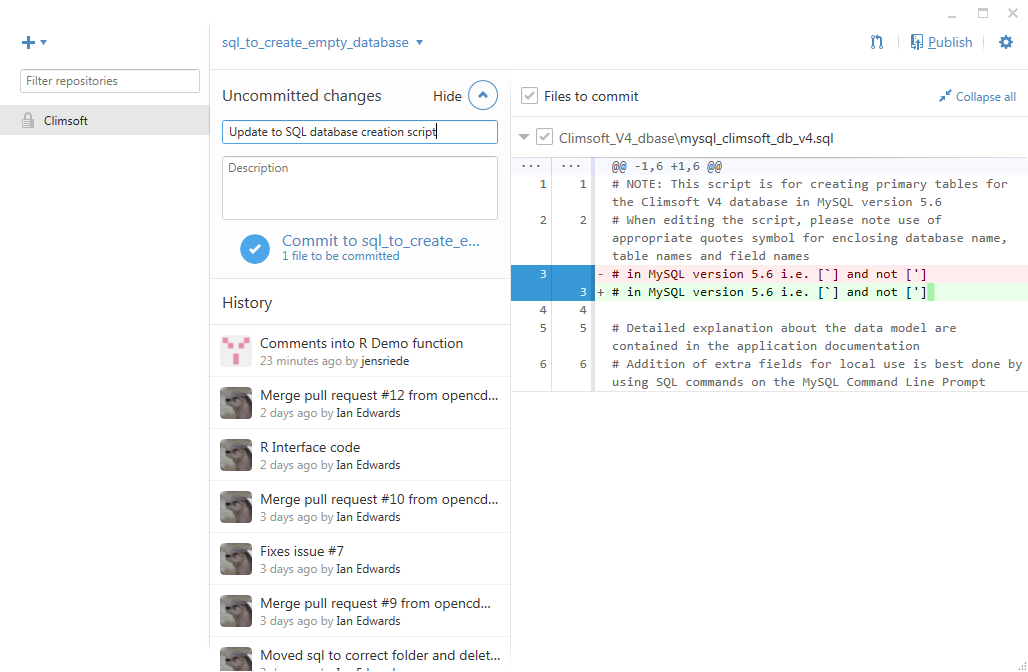 sql_to_create_empty_database
Publish
Filter repositories
Climsoft
Uncommitted changes
Hide
Update to SQL database creation script
Description
Commit to sql_to_create_e...
1 file to be committed
History
Comments into R Demo function
23 minutes ago by jensriede
Merge pull request #12 from opencd...
2 days ago by Ian Edwards
R Interface code
2 days ago by Ian Edwards
Merge pull request #10 from opencd...
3 days ago by Ian Edwards
Fixes issue #7
3 days ago by Ian Edwards
Merge pull request #9 from opencd...
3 days ago by Ian Edwards
Moved sql to correct folder and delet...
Files to commit
Collapse all
Climsoft_V4_dbase\mysql_climsoft_db_v4.sql
... ... @@ -1,6 +1,6 @@
1 1 # NOTE: This script is for creating primary tables for
the Climsoft V4 database in MySQL version 5.6
2 2 # When editing the script, please note use of
appropriate quotes symbol for enclosing database name,
table names and field names
3 - # in MySQL version 5.6 i.e. [`] and not [']
3 + # in MySQL version 5.6 i.e. [`] and not [']
4 4
5 5 # Detailed explanation about the data model are
contained in the application documentation
6 6 # Addition of extra fields for local use is best done by
using SQL commands on the MySQL Command Line Prompt